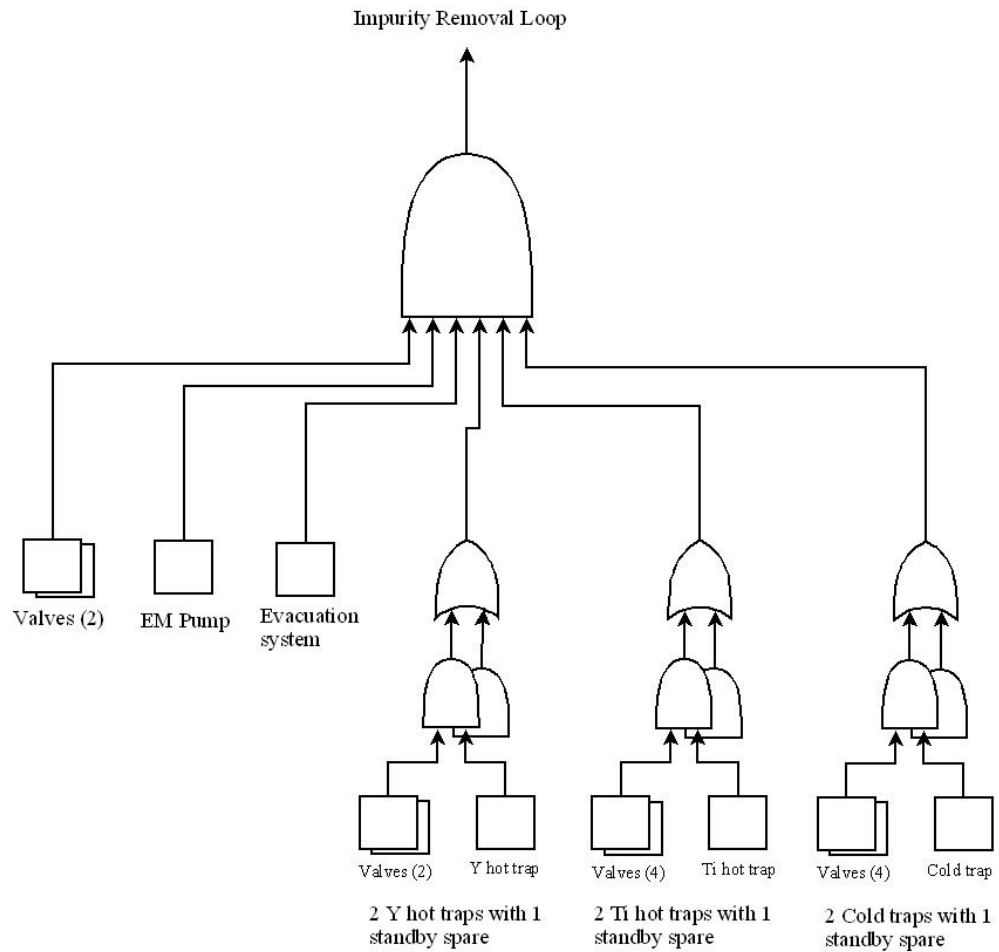 Impurity Removal Loop
Valves (2)
EM Pump
Evacuation
system
Valves (2)
Y hot trap
Valves (4)
Ti hot trap
Valves (4)
Cold trap
2 Y hot traps with 1
standby spare
2 Ti hot traps with 1
standby spare
2 Cold traps with 1
standby spare